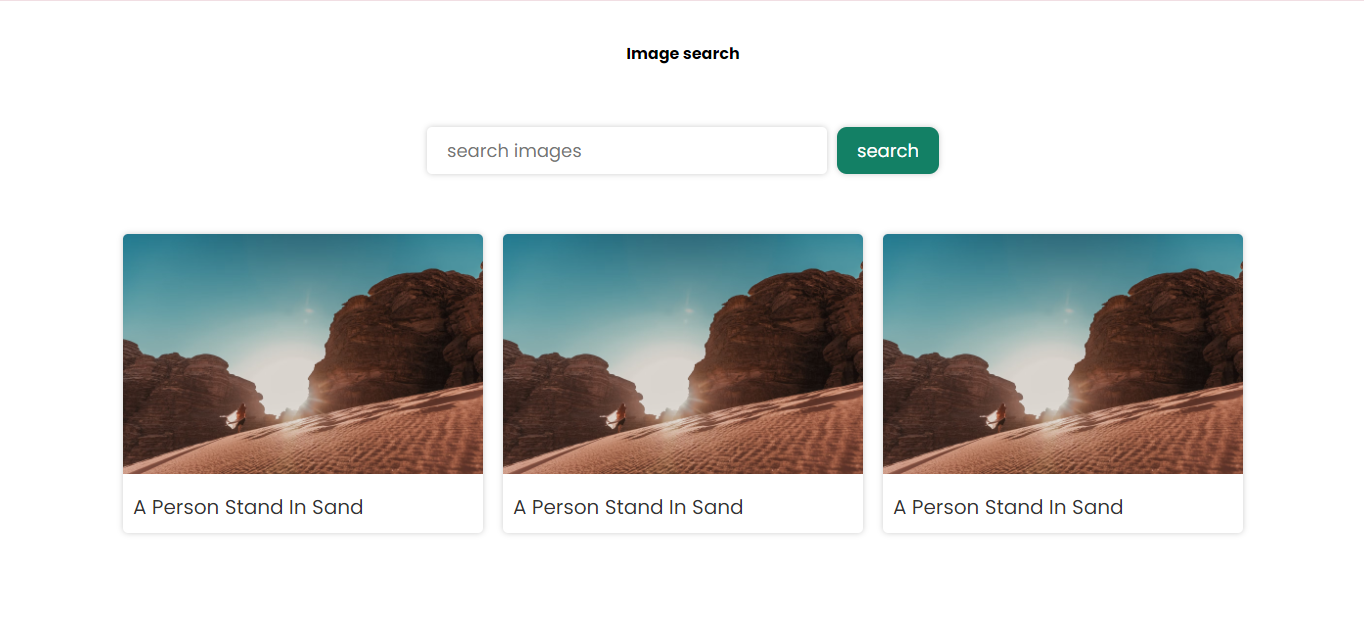 Image search
search images
search
A Person Stand In Sand
A Person Stand In Sand
A Person Stand In Sand